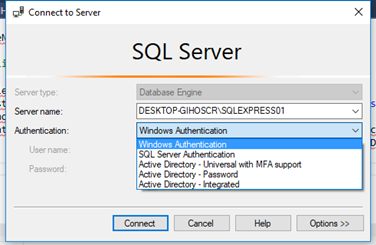 Connect to Server
SQL Server
Server type: Database Engine
Server name: DESKTOP-GIHOSCR\SQLEXPRESS01
Authentication: Windows Authentication
Windows Authentication
SQL Server Authentication
Active Directory - Universal with MFA support
Active Directory - Password
Active Directory - Integrated
User name:
Password:
Connect Cancel Help Options >>